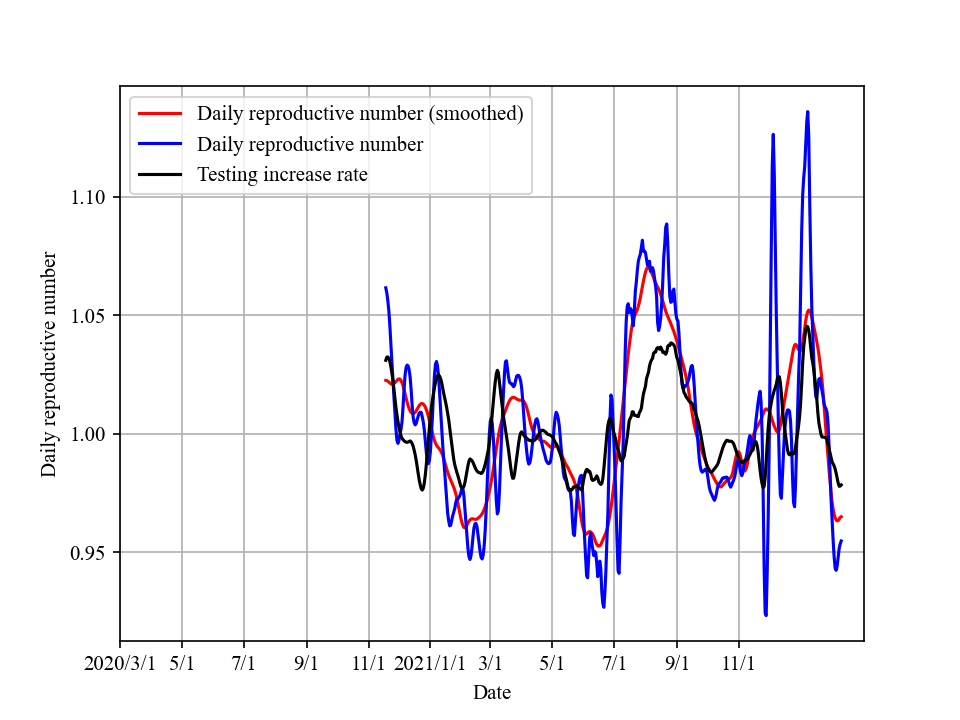 Daily reproductive number (smoothed)
Daily reproductive number
Testing increase rate
Daily reproductive number
1.10
1.05
1.00
0.95
2020/3/1 5/1 7/1 9/1 11/1 2021/1/1 3/1 5/1 7/1 9/1 11/1
Date